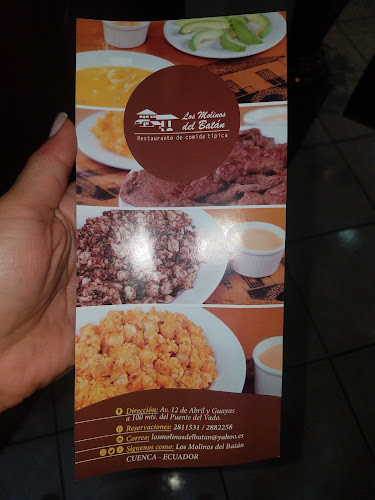 Los Molinos
del Batán
Restaurante de comida típica
Dirección: Av. 12 de Abril y Guayas
a 100 mts. del Puente del Vado.
Reservaciones: 2811531 / 2882258
Correo: losmolinosdelbatan@yahoo.es
Síguenos como: Los Molinos del Batán
CUENCA - ECUADOR